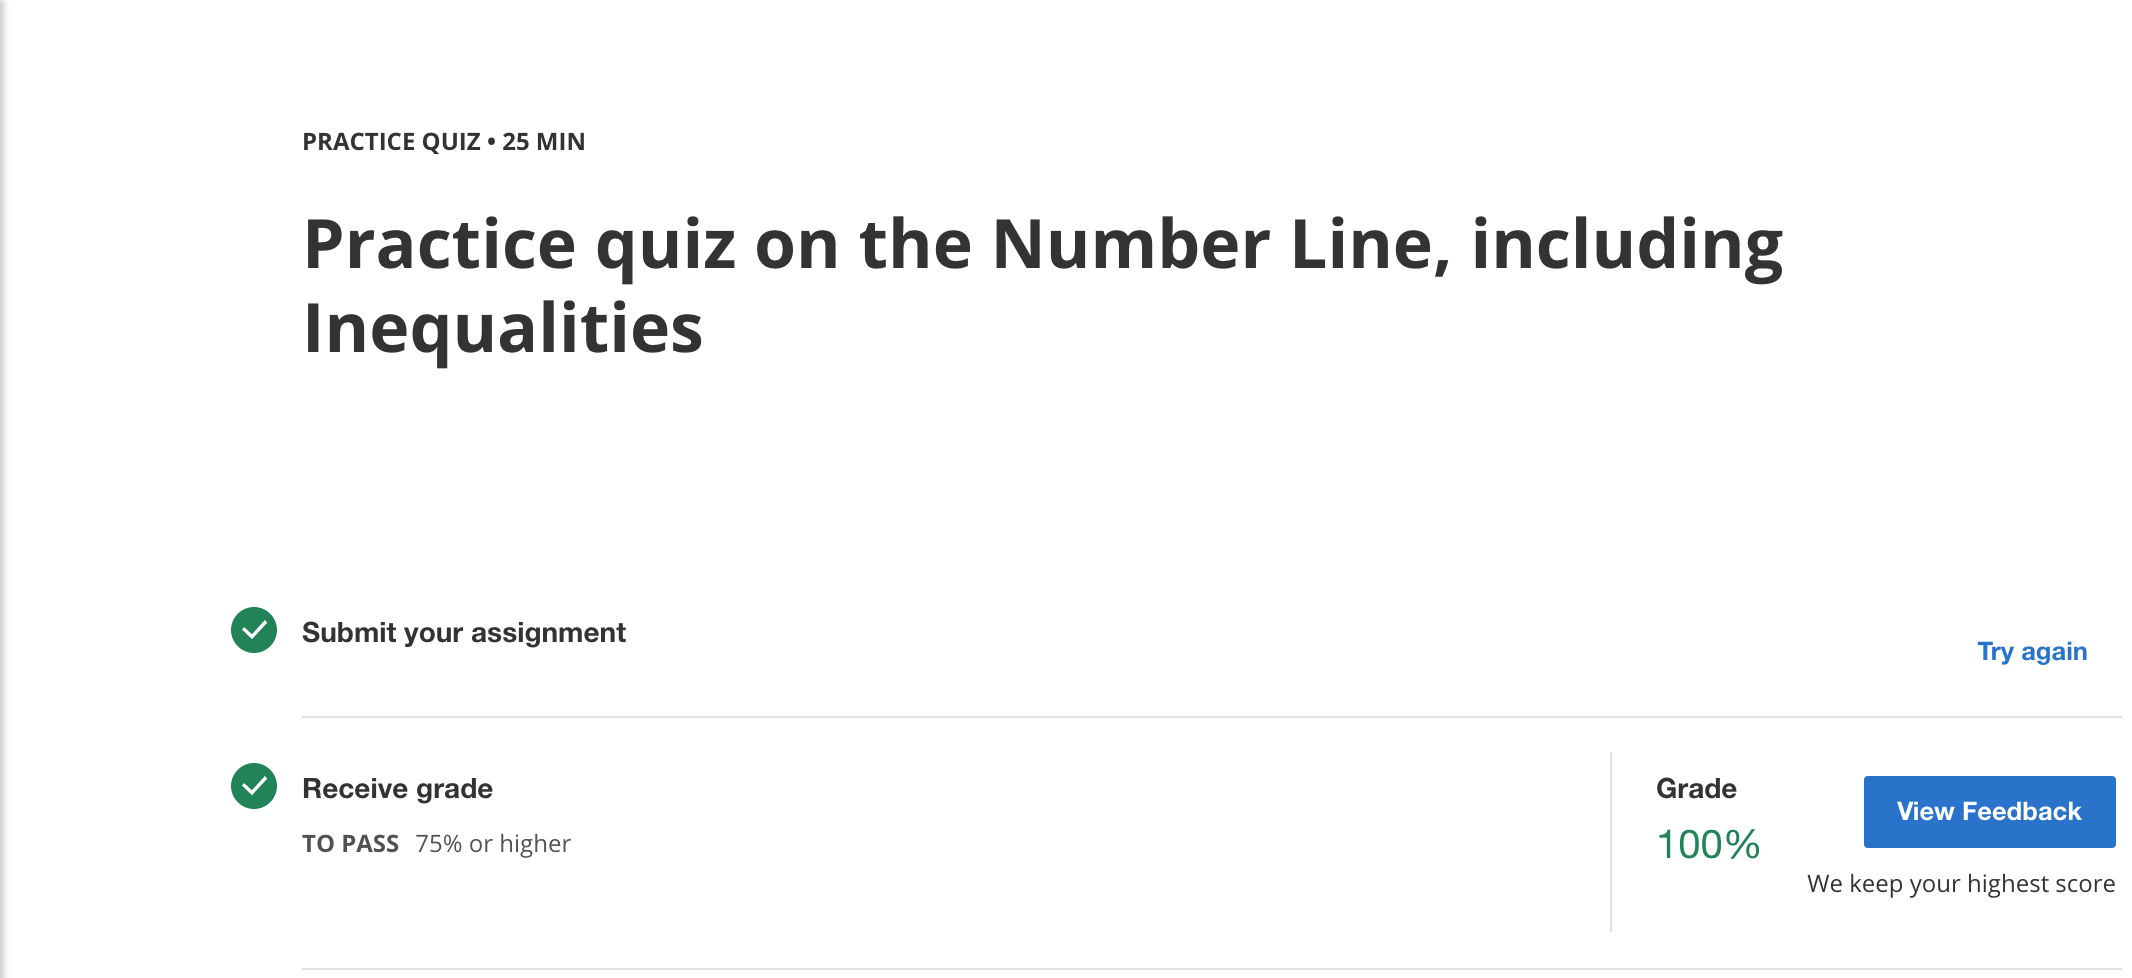 PRACTICE QUIZ • 25 MIN
Practice quiz on the Number Line, including
Inequalities
Submit your assignment
Try again
Receive grade
TO PASS 75% or higher
Grade
100%
View Feedback
We keep your highest score